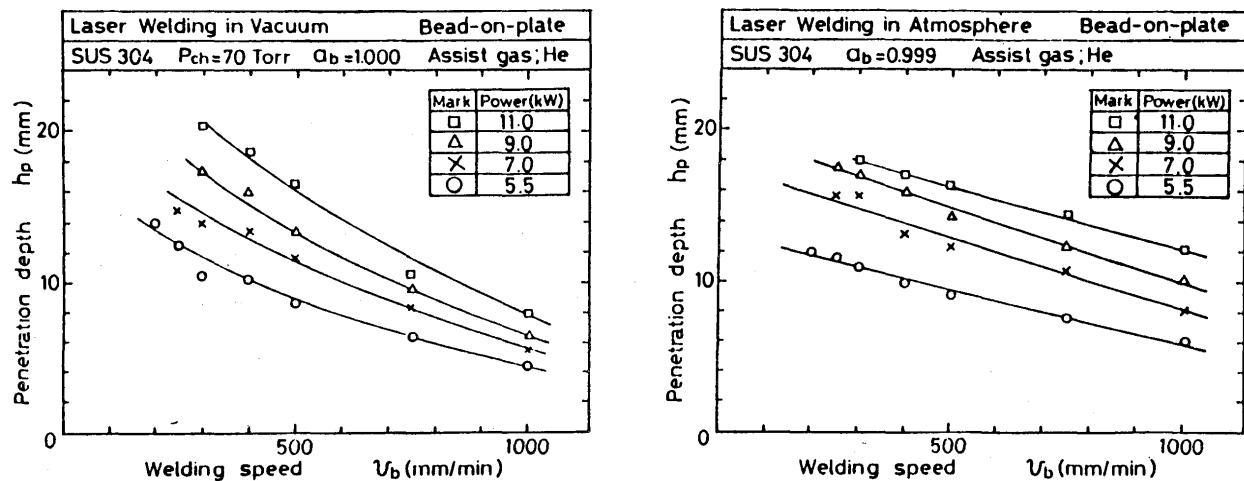 Laser Welding in Vacuum Bead-on-plate
SUS 304 Pch=70 Torr ab=1.000 Assist gas; He
Mark Power(kW)
□ 11.0
△ 9.0
× 7.0
○ 5.5
Penetration depth hp (mm)
20
10
0
500
1000
Welding speed υb (mm/min)
Laser Welding in Atmosphere Bead-on-plate
SUS 304 ab=0.999 Assist gas; He
Mark Power(kW)
□ 11.0
△ 9.0
× 7.0
○ 5.5
Penetration depth hp (mm)
20
10
0
500
1000
Welding speed υb (mm/min)